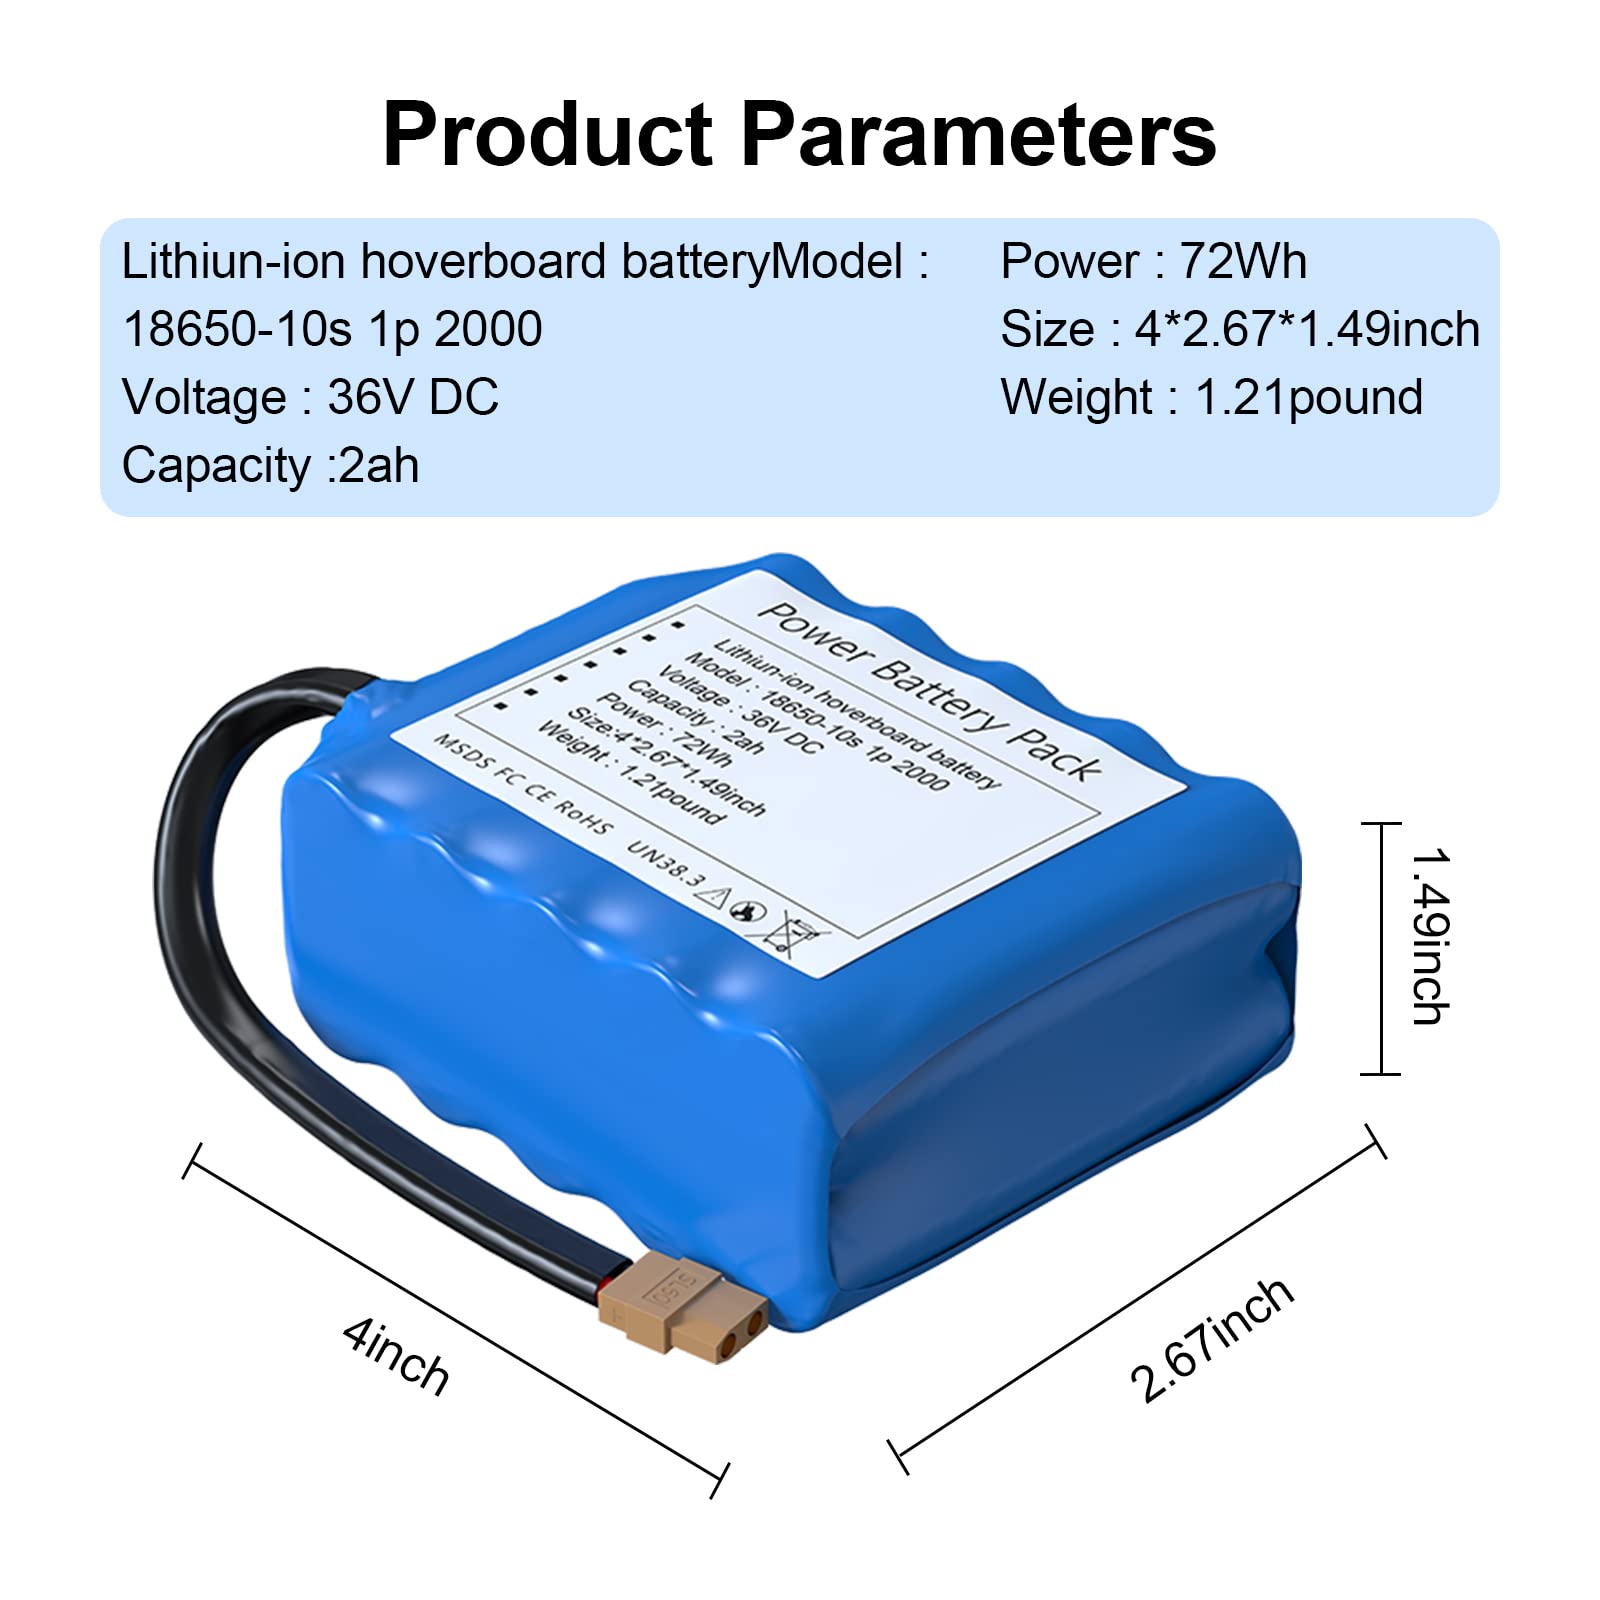 Product Parameters
Lithiun-ion hoverboard batteryModel :
18650-10s 1p 2000
Voltage : 36V DC
Capacity :2ah
Power : 72Wh
Size : 4*2.67*1.49inch
Weight : 1.21pound
Power Battery Pack
Lithiun-ion hoverboard battery
Model : 18650-10s 1p 2000
Voltage : 36V DC
Capacity : 2ah
Power : 72Wh
Size:4*2.67*1.49inch
Weight : 1.21pound
MSDS FC CE RoHS UN38.3
1.49inch
4inch
2.67inch